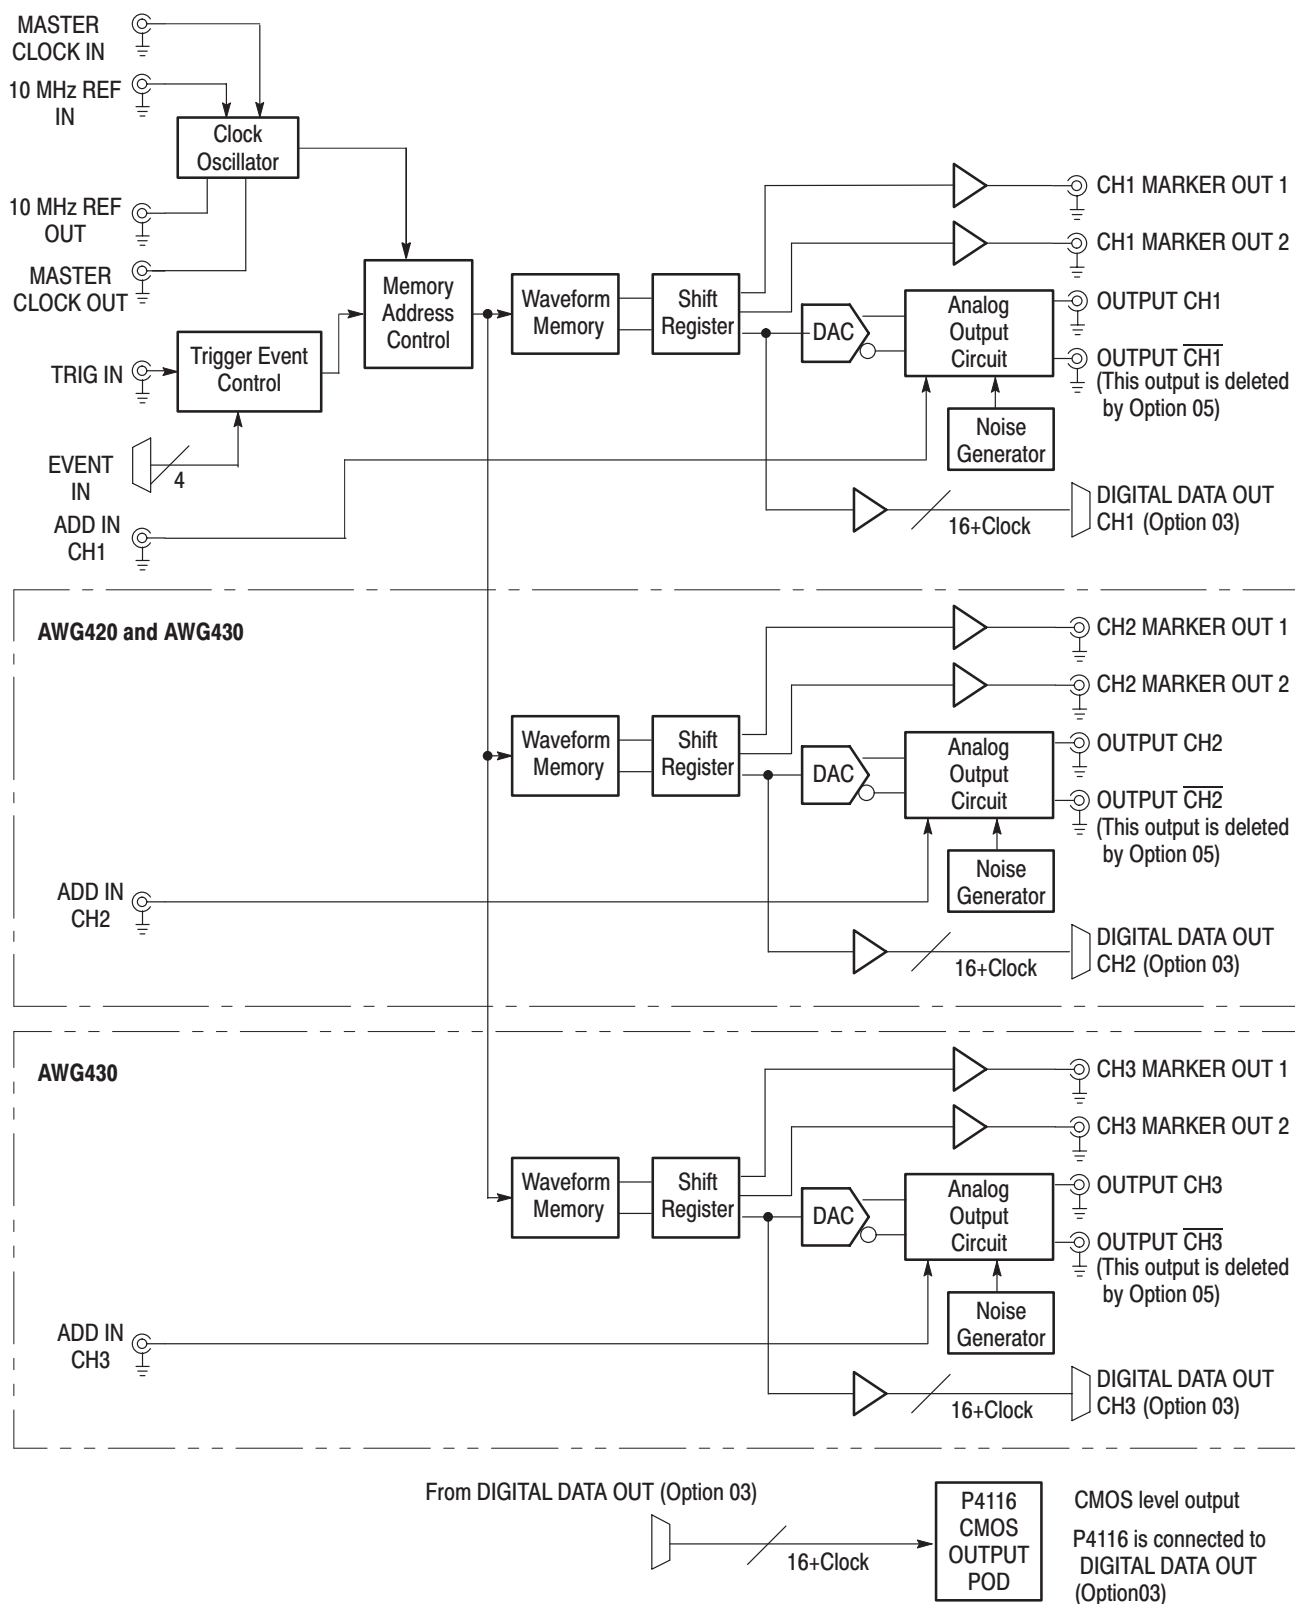 MASTER
CLOCK IN
10 MHz REF
IN
Clock
Oscillator
10 MHz REF
OUT
MASTER
CLOCK OUT
Memory
Address
Control
TRIG IN
Trigger Event
Control
EVENT
IN
4
ADD IN
CH1
Waveform
Memory
Shift
Register
DAC
Analog
Output
Circuit
Noise
Generator
CH1 MARKER OUT 1
CH1 MARKER OUT 2
OUTPUT CH1
OUTPUT C̅H̅1̅
(This output is deleted
by Option 05)
16+Clock
DIGITAL DATA OUT
CH1 (Option 03)
AWG420 and AWG430
Waveform
Memory
Shift
Register
DAC
Analog
Output
Circuit
Noise
Generator
CH2 MARKER OUT 1
CH2 MARKER OUT 2
OUTPUT CH2
OUTPUT C̅H̅2̅
(This output is deleted
by Option 05)
ADD IN
CH2
16+Clock
DIGITAL DATA OUT
CH2 (Option 03)
AWG430
Waveform
Memory
Shift
Register
DAC
Analog
Output
Circuit
Noise
Generator
CH3 MARKER OUT 1
CH3 MARKER OUT 2
OUTPUT CH3
OUTPUT C̅H̅3̅
(This output is deleted
by Option 05)
ADD IN
CH3
16+Clock
DIGITAL DATA OUT
CH3 (Option 03)
From DIGITAL DATA OUT (Option 03)
16+Clock
P4116
CMOS
OUTPUT
POD
CMOS level output
P4116 is connected to
DIGITAL DATA OUT
(Option03)